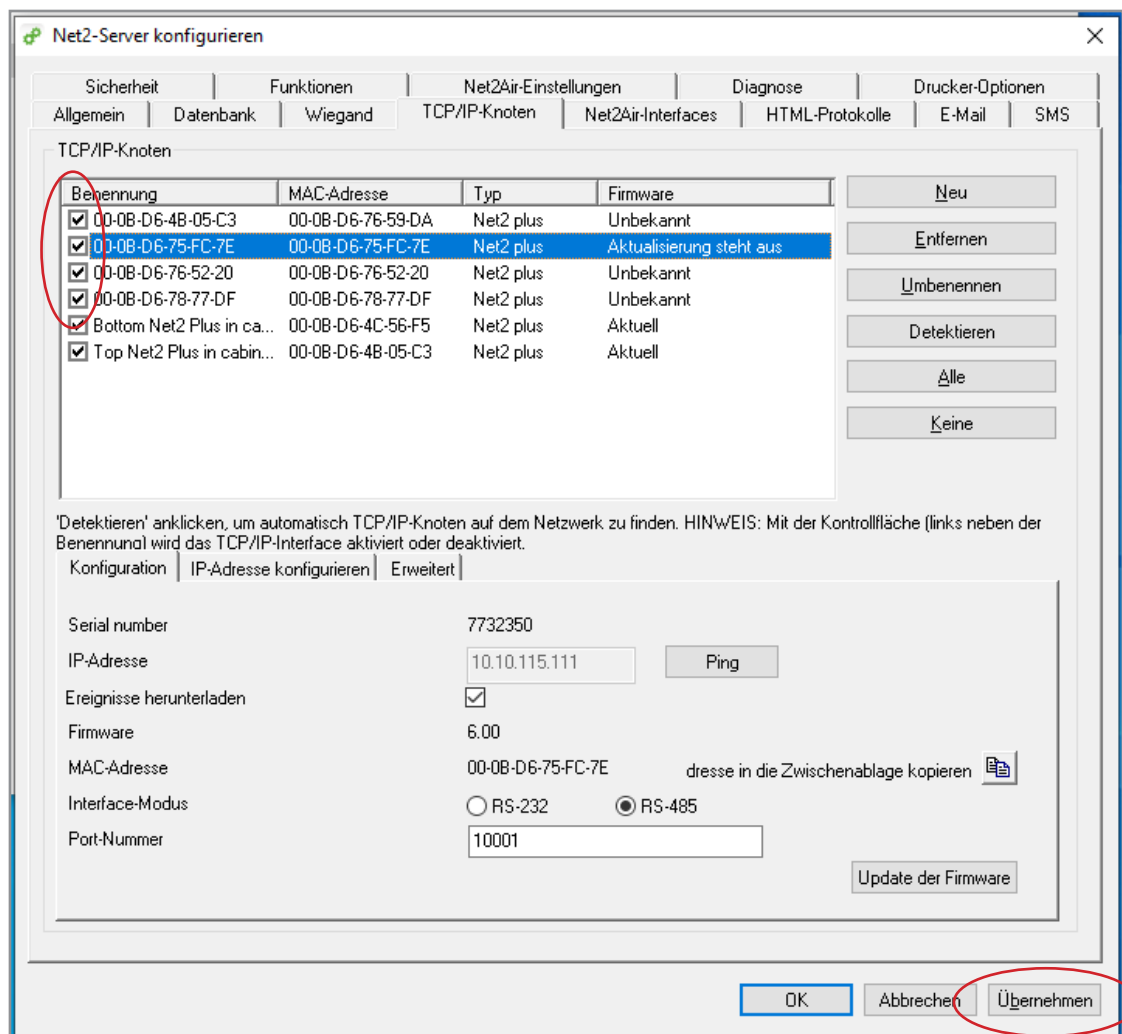 Net2-Server konfigurieren
Sicherheit Funktionen Net2Air-Einstellungen Diagnose Drucker-Optionen
Allgemein Datenbank Wiegand TCP/IP-Knoten Net2Air-Interfaces HTML-Protokolle E-Mail SMS
TCP/IP-Knoten
Benennung MAC-Adresse Typ Firmware
00-0B-D6-4B-05-C3 00-0B-D6-76-59-DA Net2 plus Unbekannt
00-0B-D6-75-FC-7E 00-0B-D6-75-FC-7E Net2 plus Aktualisierung steht aus
00-0B-D6-76-52-20 00-0B-D6-76-52-20 Net2 plus Unbekannt
00-0B-D6-78-77-DF 00-0B-D6-78-77-DF Net2 plus Unbekannt
Bottom Net2 Plus in ca... 00-0B-D6-4C-56-F5 Net2 plus Aktuell
Top Net2 Plus in cabin... 00-0B-D6-4B-05-C3 Net2 plus Aktuell
Neu
Entfernen
Umbenennen
Detektieren
Alle
Keine
'Detektieren' anklicken, um automatisch TCP/IP-Knoten auf dem Netzwerk zu finden. HINWEIS: Mit der Kontrollfläche (links neben der
Benennung) wird das TCP/IP-Interface aktiviert oder deaktiviert.
Konfiguration IP-Adresse konfigurieren Erweitert
Serial number 7732350
IP-Adresse 10.10.115.111 Ping
Ereignisse herunterladen
Firmware 6.00
MAC-Adresse 00-0B-D6-75-FC-7E dresse in die Zwischenablage kopieren
Interface-Modus RS-232 RS-485
Port-Nummer 10001
Update der Firmware
OK Abbrechen Übernehmen